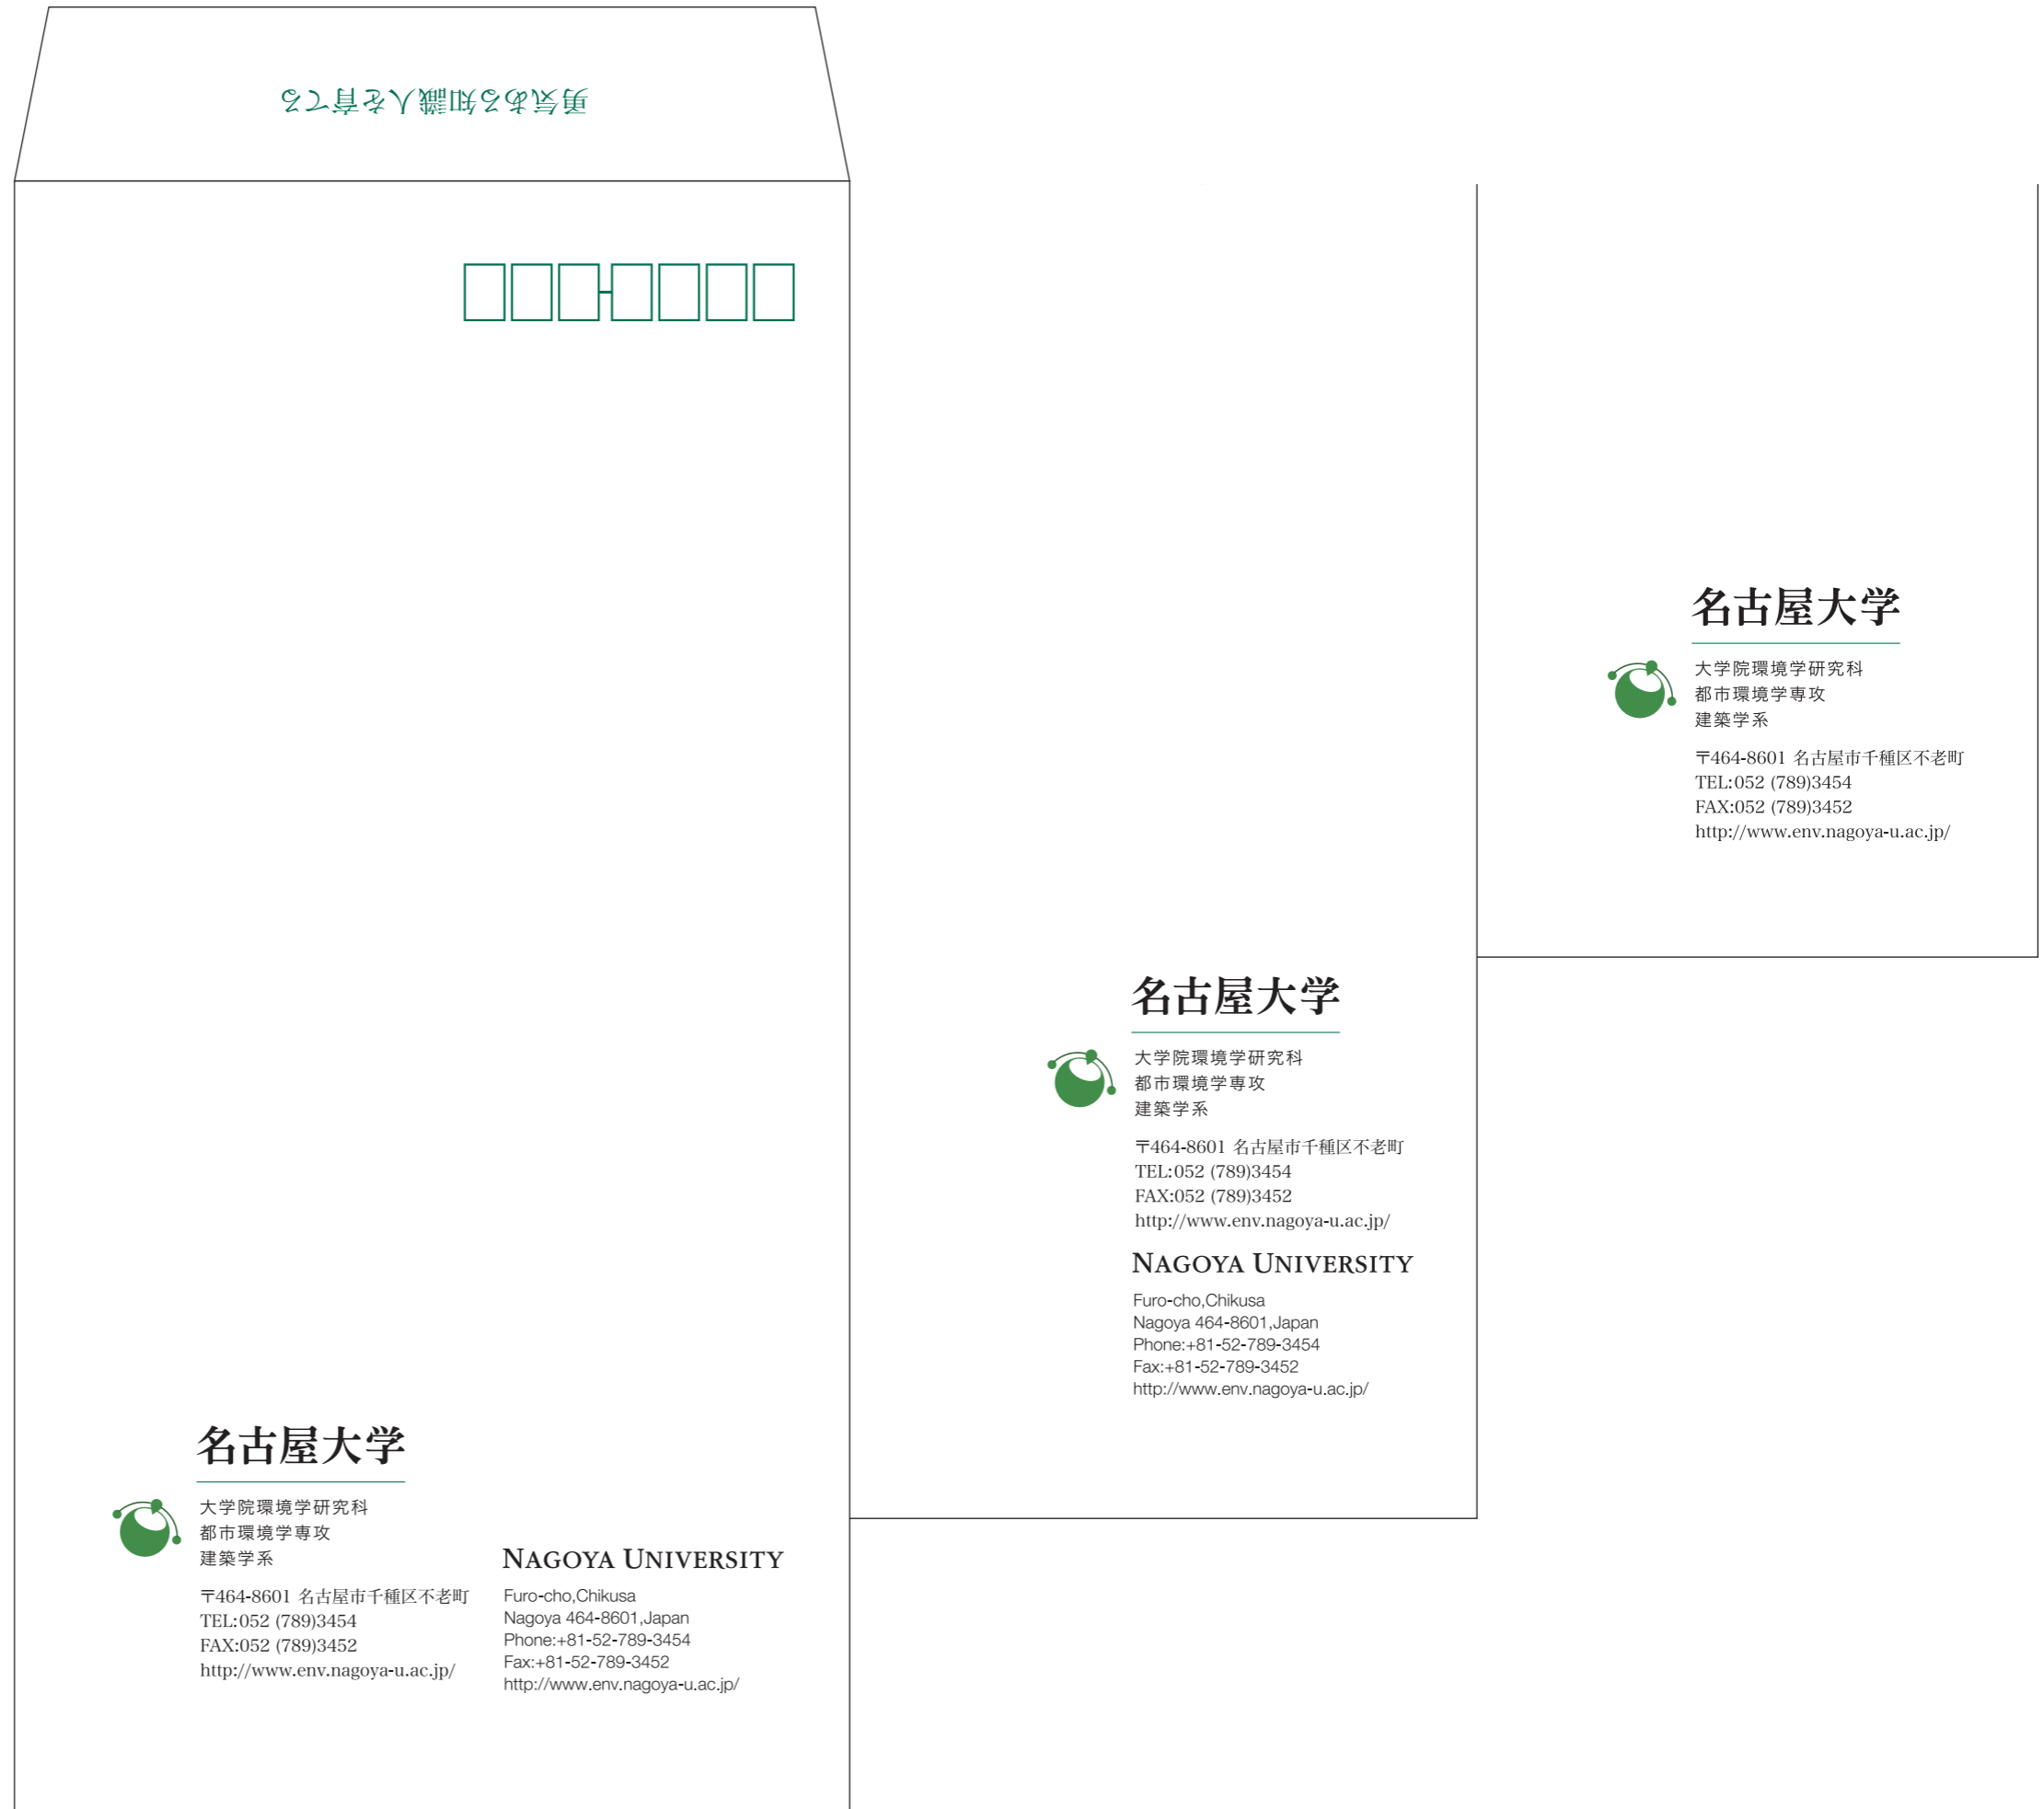 勇気ある知識人を育てる
名古屋大学
大学院環境学研究科
都市環境学専攻
建築学系
〒464-8601 名古屋市千種区不老町
TEL:052 (789)3454
FAX:052 (789)3452
http://www.env.nagoya-u.ac.jp/
NAGOYA UNIVERSITY
Furo-cho,Chikusa
Nagoya 464-8601,Japan
Phone:+81-52-789-3454
Fax:+81-52-789-3452
http://www.env.nagoya-u.ac.jp/
名古屋大学
大学院環境学研究科
都市環境学専攻
建築学系
〒464-8601 名古屋市千種区不老町
TEL:052 (789)3454
FAX:052 (789)3452
http://www.env.nagoya-u.ac.jp/
NAGOYA UNIVERSITY
Furo-cho,Chikusa
Nagoya 464-8601,Japan
Phone:+81-52-789-3454
Fax:+81-52-789-3452
http://www.env.nagoya-u.ac.jp/
名古屋大学
大学院環境学研究科
都市環境学専攻
建築学系
〒464-8601 名古屋市千種区不老町
TEL:052 (789)3454
FAX:052 (789)3452
http://www.env.nagoya-u.ac.jp/